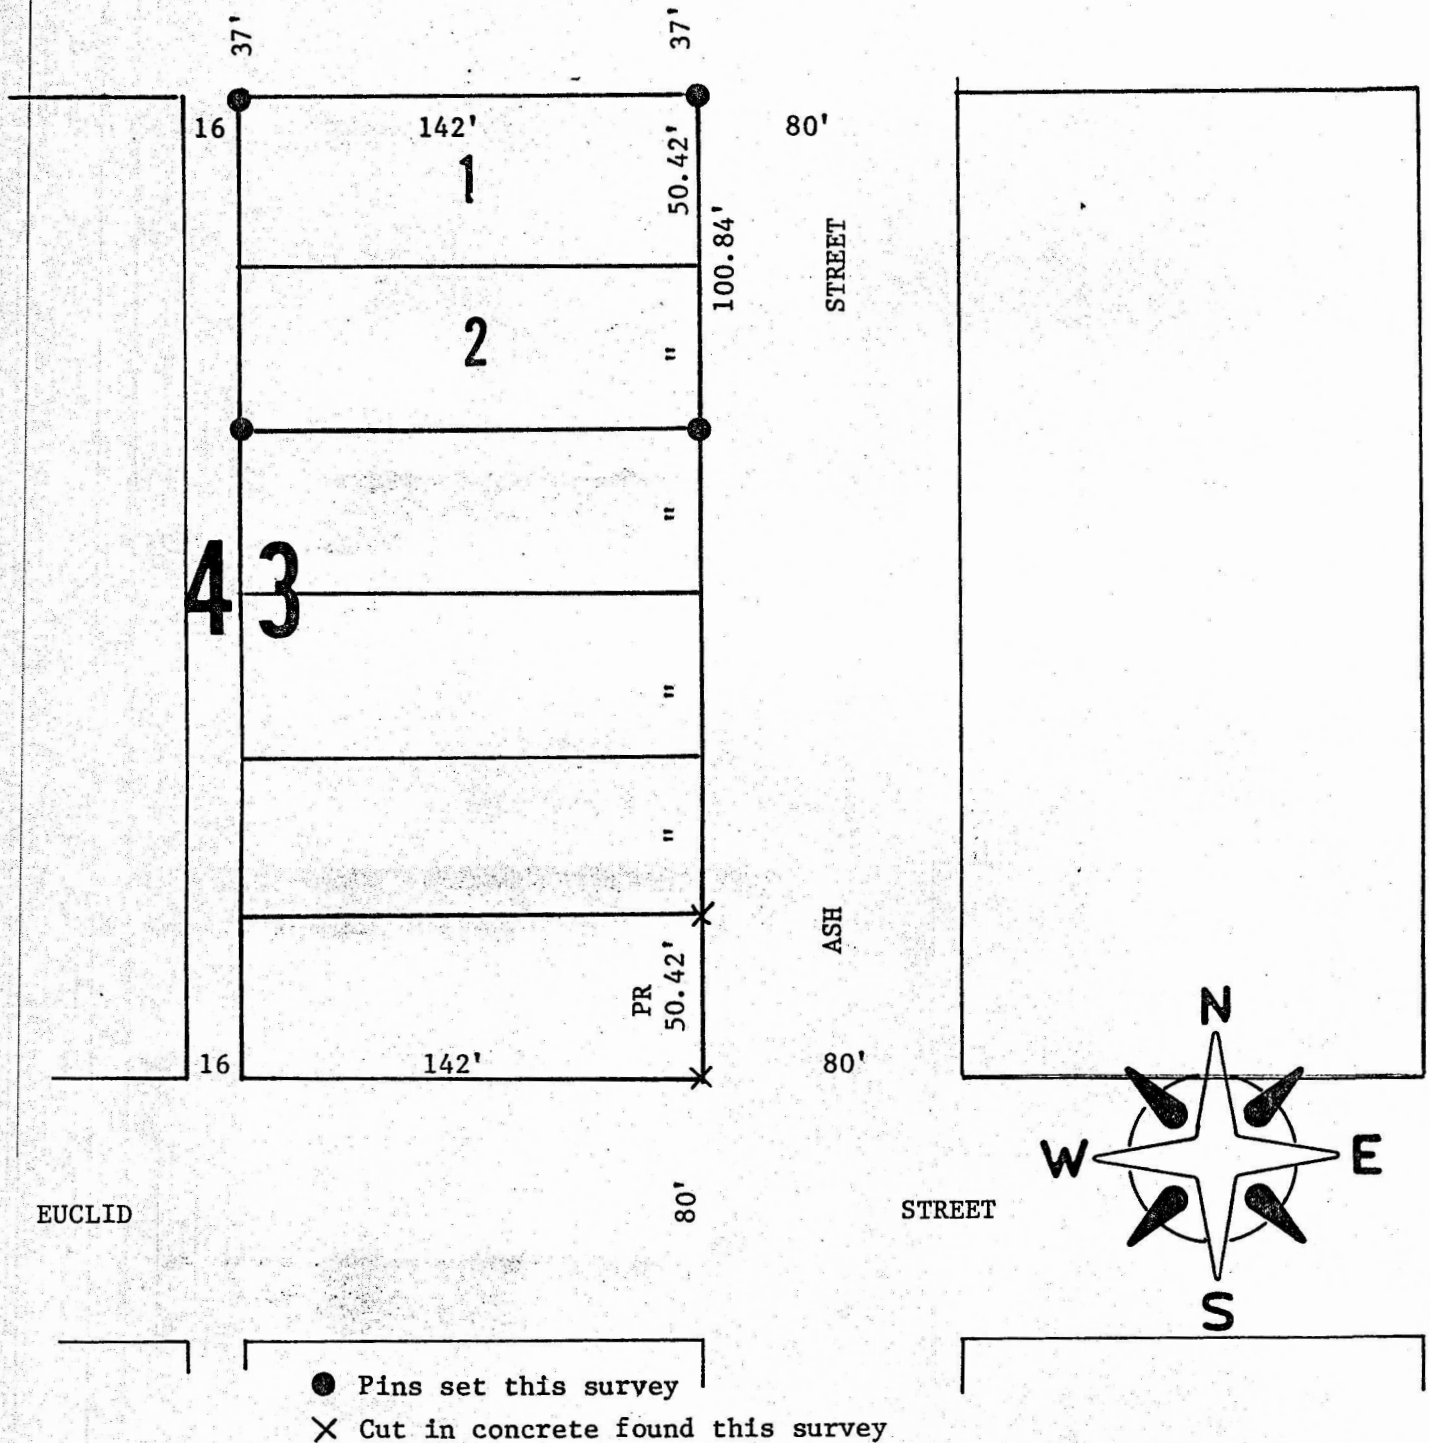 37' 37'
16 142' 80'
1
50.42'
100.84'
STREET
2 "
"
43
"
"
ASH
PR
50.42'
N
16 142' 80'
W E
EUCLID 80' STREET
S
Pins set this survey
Cut in concrete found this survey